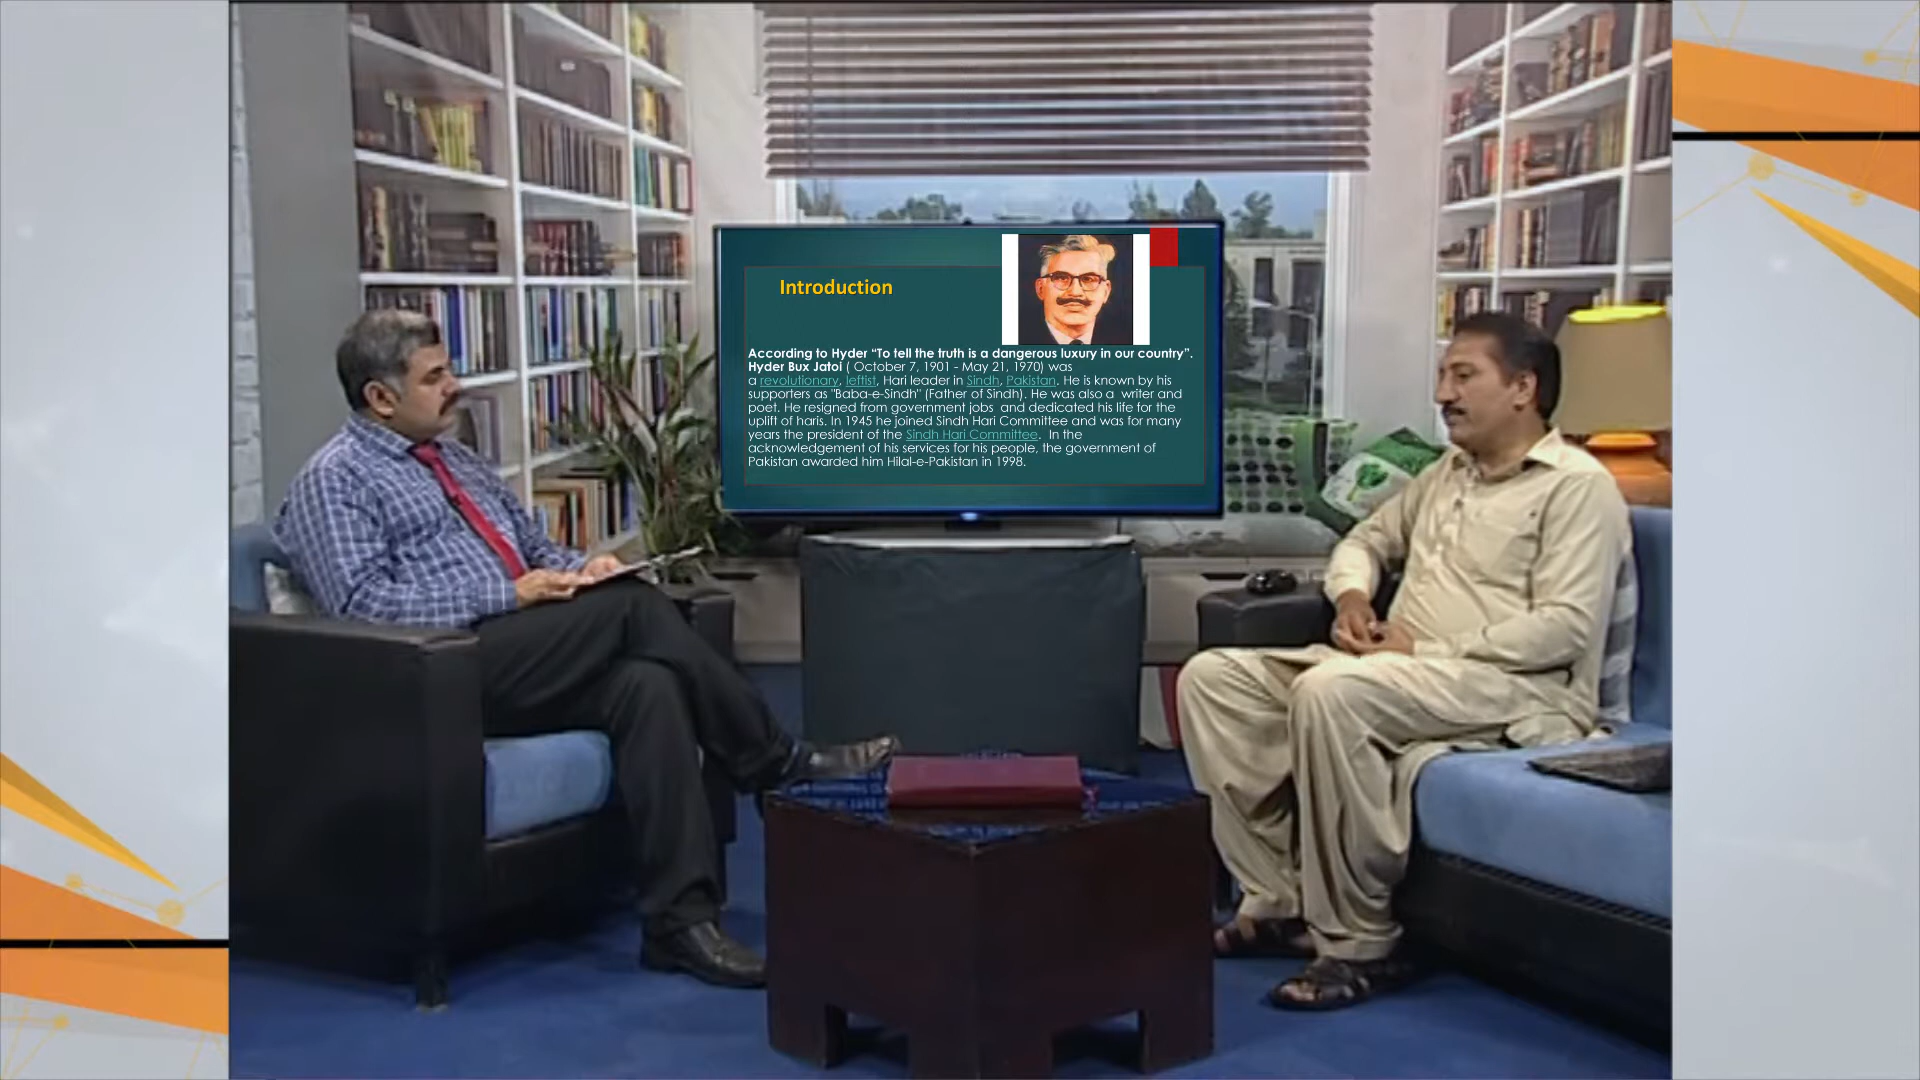 Introduction
According to Hyder “To tell the truth is a dangerous luxury in our country”.
Hyder Bux Jatoi ( October 7, 1901 - May 21, 1970) was
a revolutionary, leftist, Hari leader in Sindh, Pakistan. He is known by his
supporters as "Baba-e-Sindh" (Father of Sindh). He was also a writer and
poet. He resigned from government jobs and dedicated his life for the
uplift of haris. In 1945 he joined Sindh Hari Committee and was for many
years the president of the Sindh Hari Committee. In the
acknowledgement of his services for his people, the government of
Pakistan awarded him Hilal-e-Pakistan in 1998.